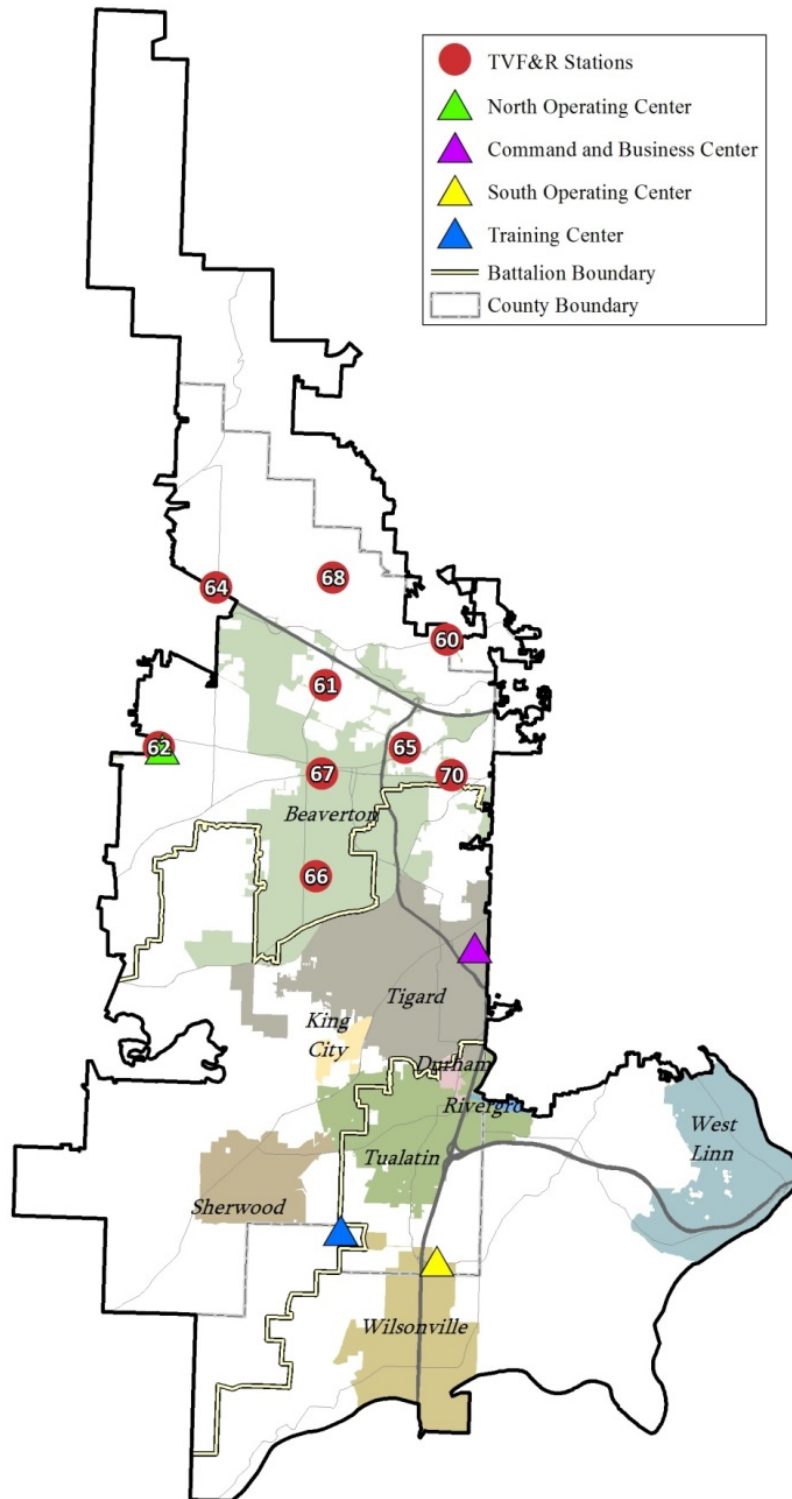 TVF&R Stations
North Operating Center
Command and Business Center
South Operating Center
Training Center
Battalion Boundary
County Boundary
68
64
60
61
62
65
67
70
Beaverton
66
Tigard
King
City
Durham
Rivergro
West
Linn
Tualatin
Sherwood
Wilsonville